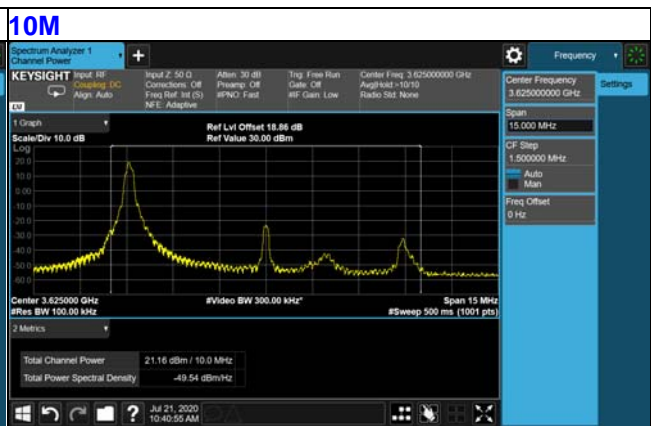 10M
Spectrum Analyzer 1
Channel Power
KEYSIGHT
Input: RF
Coupling: DC
Align: Auto
Input Z: 50 Ω
Corrections: Off
Freq Ref: Int (S)
NFE: Adaptive
Atten: 30 dB
Preamp: Off
#PNO: Fast
Trig: Free Run
Gate: Off
#IF Gain: Low
Center Freq: 3.625000000 GHz
Avg|Hold:>10/10
Radio Std: None
LXI
1 Graph
Scale/Div 10.0 dB
Ref Lvl Offset 18.86 dB
Ref Value 30.00 dBm
Log
20.0
10.0
0.00
-10.0
-20.0
-30.0
-40.0
-50.0
-60.0
Center 3.625000 GHz
#Res BW 100.00 kHz
#Video BW 300.00 kHz*
Span 15 MHz
#Sweep 500 ms (1001 pts)
2 Metrics
Total Channel Power 21.16 dBm / 10.0 MHz
Total Power Spectral Density -49.54 dBm/Hz
Jul 21, 2020
10:40:55 AM
Frequency
Settings
Center Frequency
3.625000000 GHz
Span
15.000 MHz
CF Step
1.500000 MHz
Auto
Man
Freq Offset
0 Hz